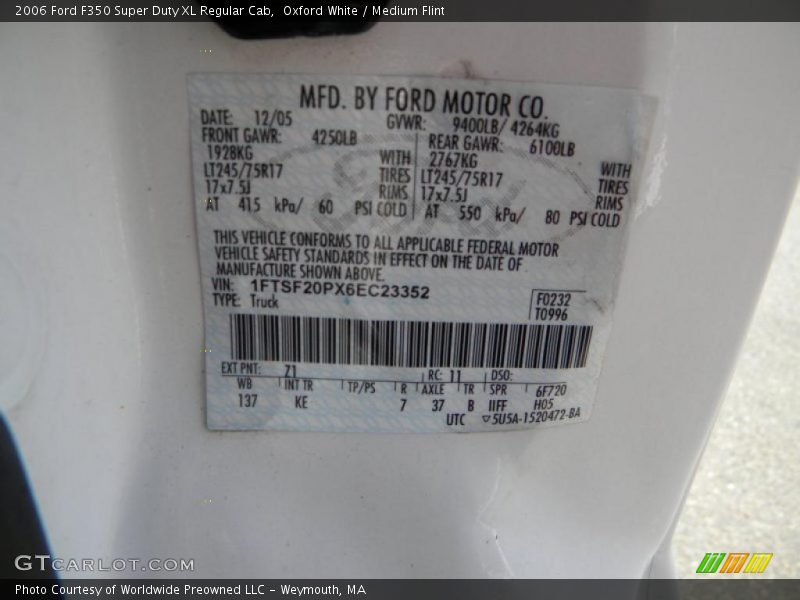 2006 Ford F350 Super Duty XL Regular Cab,  Oxford White / Medium Flint
MFD. BY FORD MOTOR CO.
DATE: 12/05 GVWR: 9400LB/ 4264KG
FRONT GAWR: 4250LB REAR GAWR: 6100LB
1928KG WITH 2767KG WITH
LT245/75R17 TIRES LT245/75R17 TIRES
17x7.5J RIMS 17x7.5J RIMS
AT 415 kPa/ 60 PSI COLD AT 550 kPa/ 80 PSI COLD
THIS VEHICLE CONFORMS TO ALL APPLICABLE FEDERAL MOTOR
VEHICLE SAFETY STANDARDS IN EFFECT ON THE DATE OF
MANUFACTURE SHOWN ABOVE.
VIN: 1FTSF20PX6EC23352
TYPE: Truck
F0232
T0996
EXT PNT: Z1 RC: 11 DSO:
WB INT TR TP/PS R AXLE TR SPR 6F720
137 KE 7 37 B IIFF H05
UTC ▽5U5A-1520472-BA
GTCARLOT.COM
Photo Courtesy of Worldwide Preowned LLC - Weymouth, MA